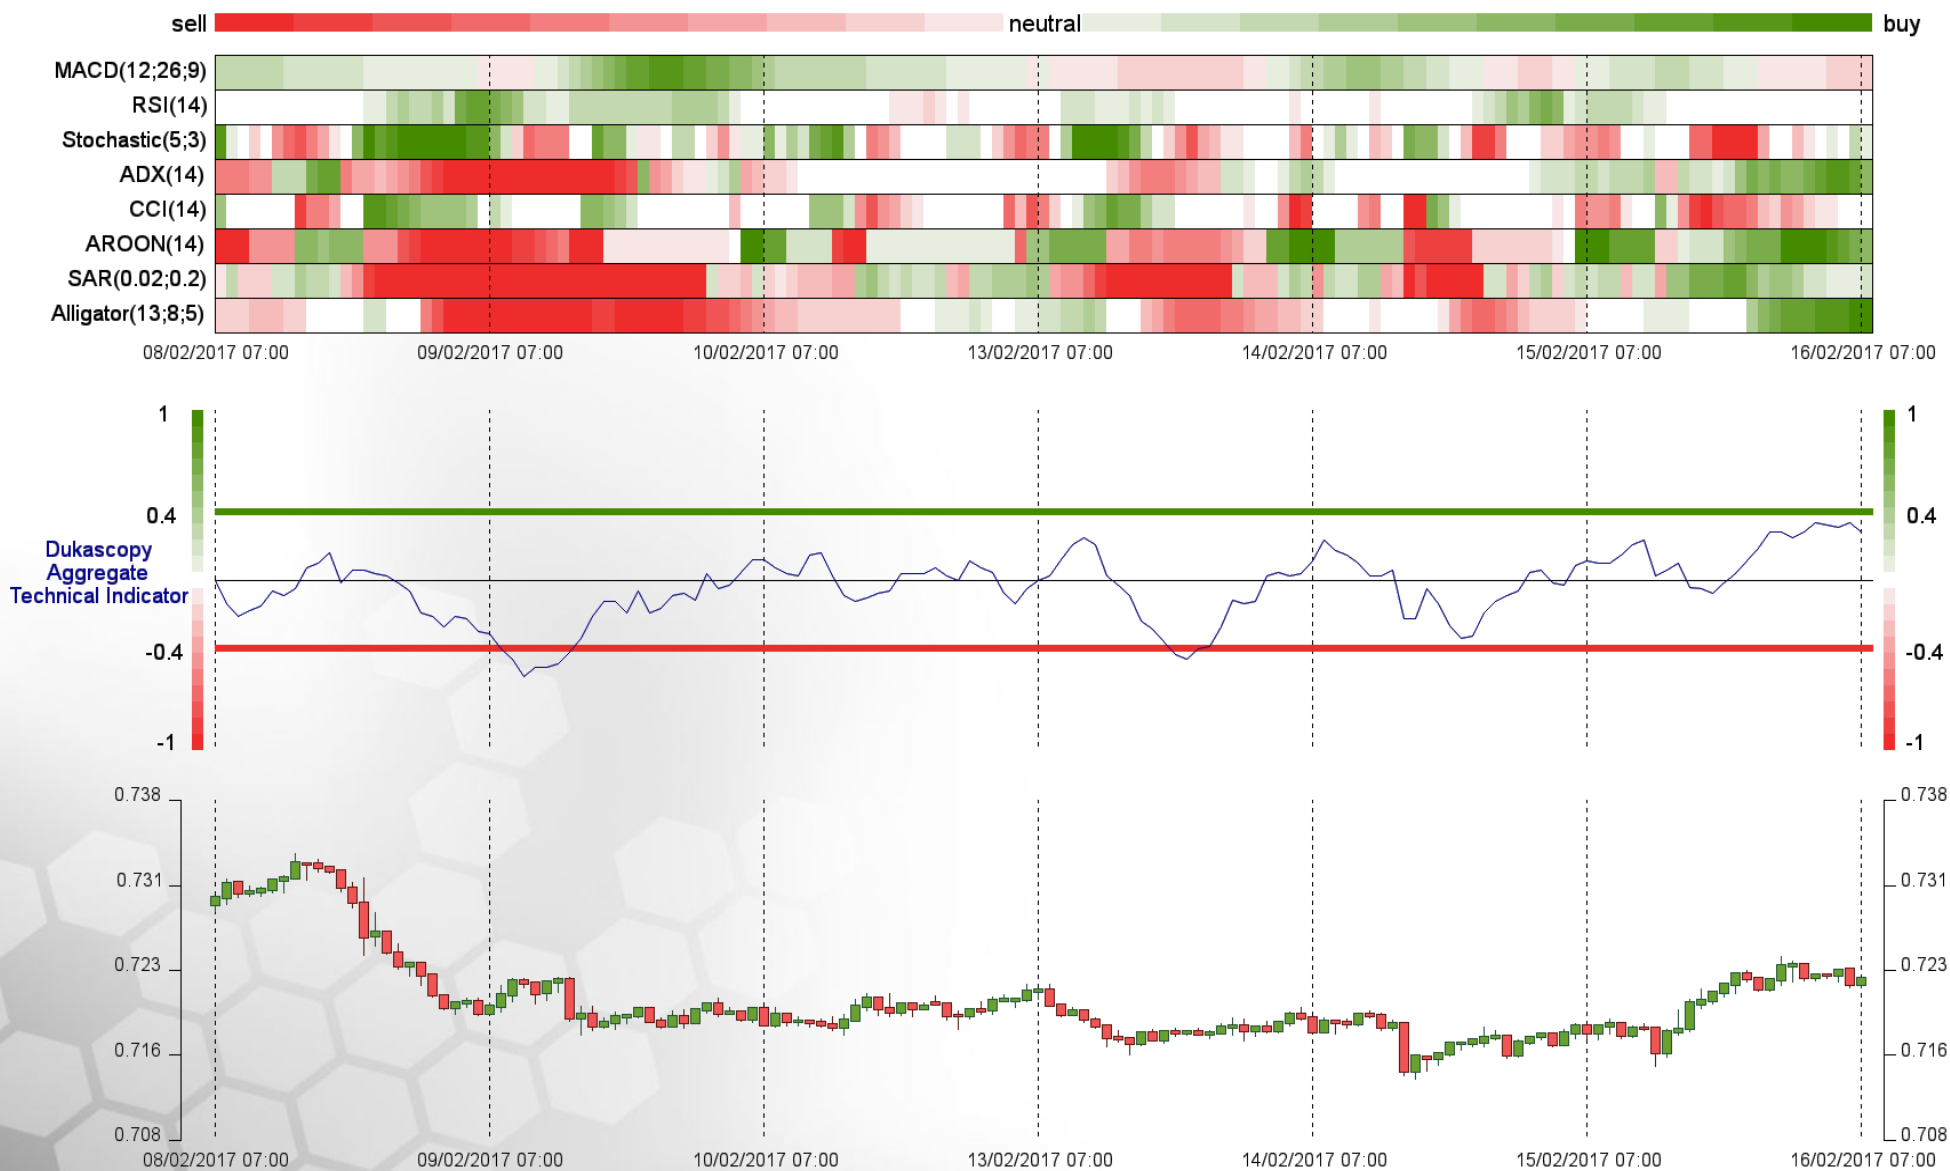 sell neutral buy
MACD(12;26;9)
RSI(14)
Stochastic(5;3)
ADX(14)
CCI(14)
AROON(14)
SAR(0.02;0.2)
Alligator(13;8;5)
08/02/2017 07:00 09/02/2017 07:00 10/02/2017 07:00 13/02/2017 07:00 14/02/2017 07:00 15/02/2017 07:00 16/02/2017 07:00
1 1
0.4 0.4
Dukascopy
Aggregate
Technical Indicator
-0.4 -0.4
-1 -1
0.738 0.738
0.731 0.731
0.723 0.723
0.716 0.716
0.708 0.708
08/02/2017 07:00 09/02/2017 07:00 10/02/2017 07:00 13/02/2017 07:00 14/02/2017 07:00 15/02/2017 07:00 16/02/2017 07:00